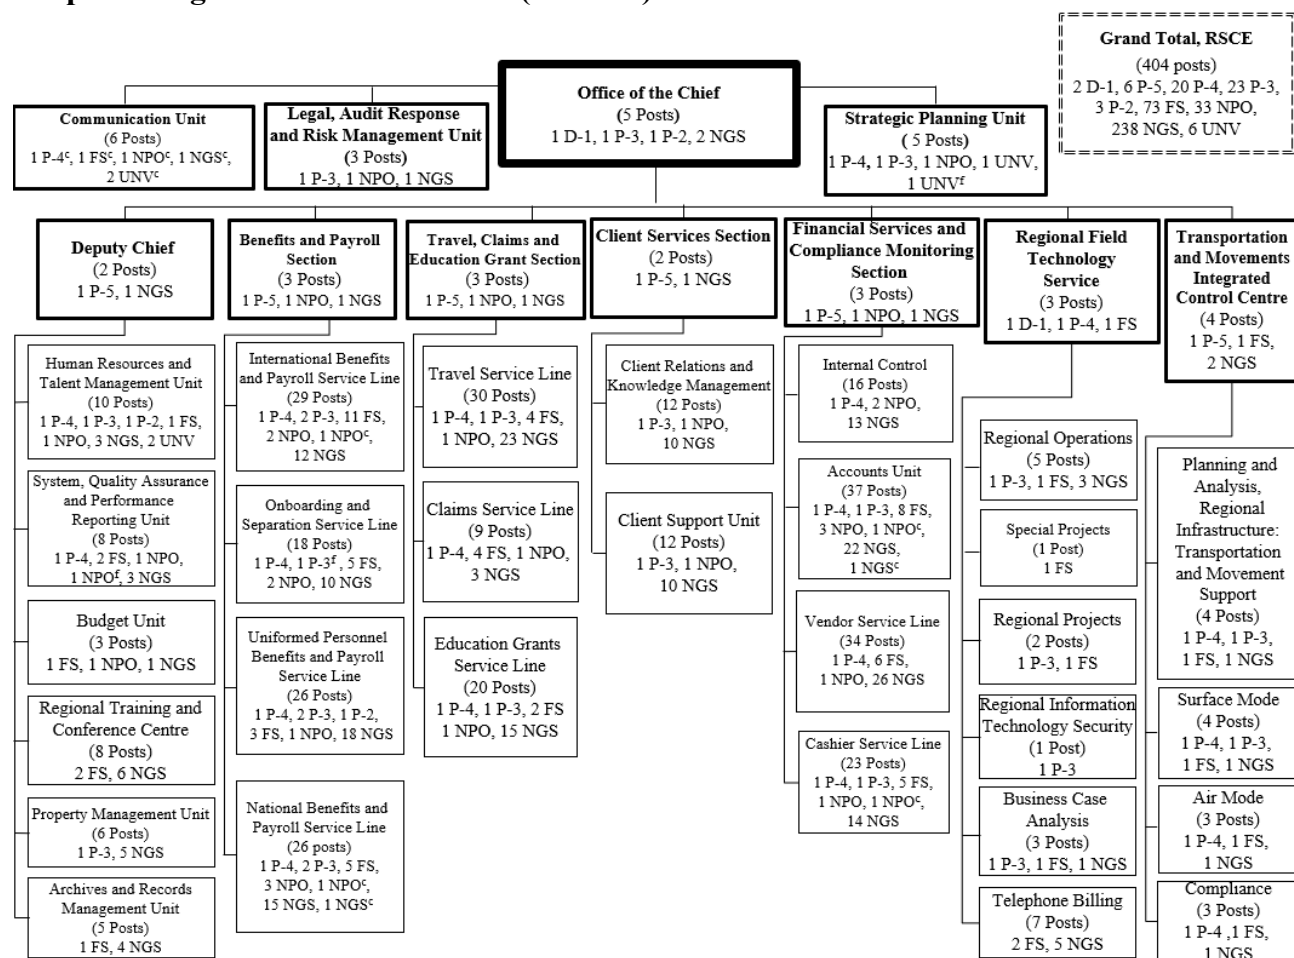 Grand Total, RSCE
(404 posts)
2 D-1, 6 P-5, 20 P-4, 23 P-3,
3 P-2, 73 FS, 33 NPO,
238 NGS, 6 UNV
Office of the Chief
(5 Posts)
1 D-1, 1 P-3, 1 P-2, 2 NGS
Communication Unit
(6 Posts)
1 P-4ᶜ, 1 FSᶜ, 1 NPOᶜ, 1 NGSᶜ,
2 UNVᶜ
Legal, Audit Response
and Risk Management Unit
(3 Posts)
1 P-3, 1 NPO, 1 NGS
Strategic Planning Unit
( 5 Posts)
1 P-4, 1 P-3, 1 NPO, 1 UNV,
1 UNVᶠ
Deputy Chief
(2 Posts)
1 P-5, 1 NGS
Benefits and Payroll
Section
(3 Posts)
1 P-5, 1 NPO, 1 NGS
Travel, Claims and
Education Grant Section
(3 Posts)
1 P-5, 1 NPO, 1 NGS
Client Services Section
(2 Posts)
1 P-5, 1 NGS
Financial Services and
Compliance Monitoring
Section
(3 Posts)
1 P-5, 1 NPO, 1 NGS
Regional Field
Technology
Service
(3 Posts)
1 D-1, 1 P-4, 1 FS
Transportation
and Movements
Integrated
Control Centre
(4 Posts)
1 P-5, 1 FS,
2 NGS
Human Resources and
Talent Management Unit
(10 Posts)
1 P-4, 1 P-3, 1 P-2, 1 FS,
1 NPO, 3 NGS, 2 UNV
System, Quality Assurance
and Performance
Reporting Unit
(8 Posts)
1 P-4, 2 FS, 1 NPO,
1 NPOᶠ, 3 NGS
Budget Unit
(3 Posts)
1 FS, 1 NPO, 1 NGS
Regional Training and
Conference Centre
(8 Posts)
2 FS, 6 NGS
Property Management Unit
(6 Posts)
1 P-3, 5 NGS
Archives and Records
Management Unit
(5 Posts)
1 FS, 4 NGS
International Benefits
and Payroll Service Line
(29 Posts)
1 P-4, 2 P-3, 11 FS,
2 NPO, 1 NPOᶜ,
12 NGS
Onboarding and
Separation Service Line
(18 Posts)
1 P-4, 1 P-3ᶠ , 5 FS,
2 NPO, 10 NGS
Uniformed Personnel
Benefits and Payroll
Service Line
(26 Posts)
1 P-4, 2 P-3, 1 P-2,
3 FS, 1 NPO, 18 NGS
National Benefits and
Payroll Service Line
(26 posts)
1 P-4, 2 P-3, 5 FS,
3 NPO, 1 NPOᶜ,
15 NGS, 1 NGSᶜ
Travel Service Line
(30 Posts)
1 P-4, 1 P-3, 4 FS,
1 NPO, 23 NGS
Claims Service Line
(9 Posts)
1 P-4, 4 FS, 1 NPO,
3 NGS
Education Grants
Service Line
(20 Posts)
1 P-4, 1 P-3, 2 FS
1 NPO, 15 NGS
Client Relations and
Knowledge Management
(12 Posts)
1 P-3, 1 NPO
10 NGS
Client Support Unit
(12 Posts)
1 P-3, 1 NPO,
10 NGS
Internal Control
(16 Posts)
1 P-4, 2 NPO,
13 NGS
Accounts Unit
(37 Posts)
1 P-4, 1 P-3, 8 FS,
3 NPO, 1 NPOᶜ,
22 NGS,
1 NGSᶜ
Vendor Service Line
(34 Posts)
1 P-4, 6 FS,
1 NPO, 26 NGS
Cashier Service Line
(23 Posts)
1 P-4, 1 P-3, 5 FS,
1 NPO, 1 NPOᶜ,
14 NGS
Regional Operations
(5 Posts)
1 P-3, 1 FS, 3 NGS
Special Projects
(1 Post)
1 FS
Regional Projects
(2 Posts)
1 P-3, 1 FS
Regional Information
Technology Security
(1 Post)
1 P-3
Business Case
Analysis
(3 Posts)
1 P-3, 1 FS, 1 NGS
Telephone Billing
(7 Posts)
2 FS, 5 NGS
Planning and
Analysis,
Regional
Infrastructure:
Transportation
and Movement
Support
(4 Posts)
1 P-4, 1 P-3,
1 FS, 1 NGS
Surface Mode
(4 Posts)
1 P-4, 1 P-3,
1 FS, 1 NGS
Air Mode
(3 Posts)
1 P-4, 1 FS,
1 NGS
Compliance
(3 Posts)
1 P-4 ,1 FS,
1 NGS